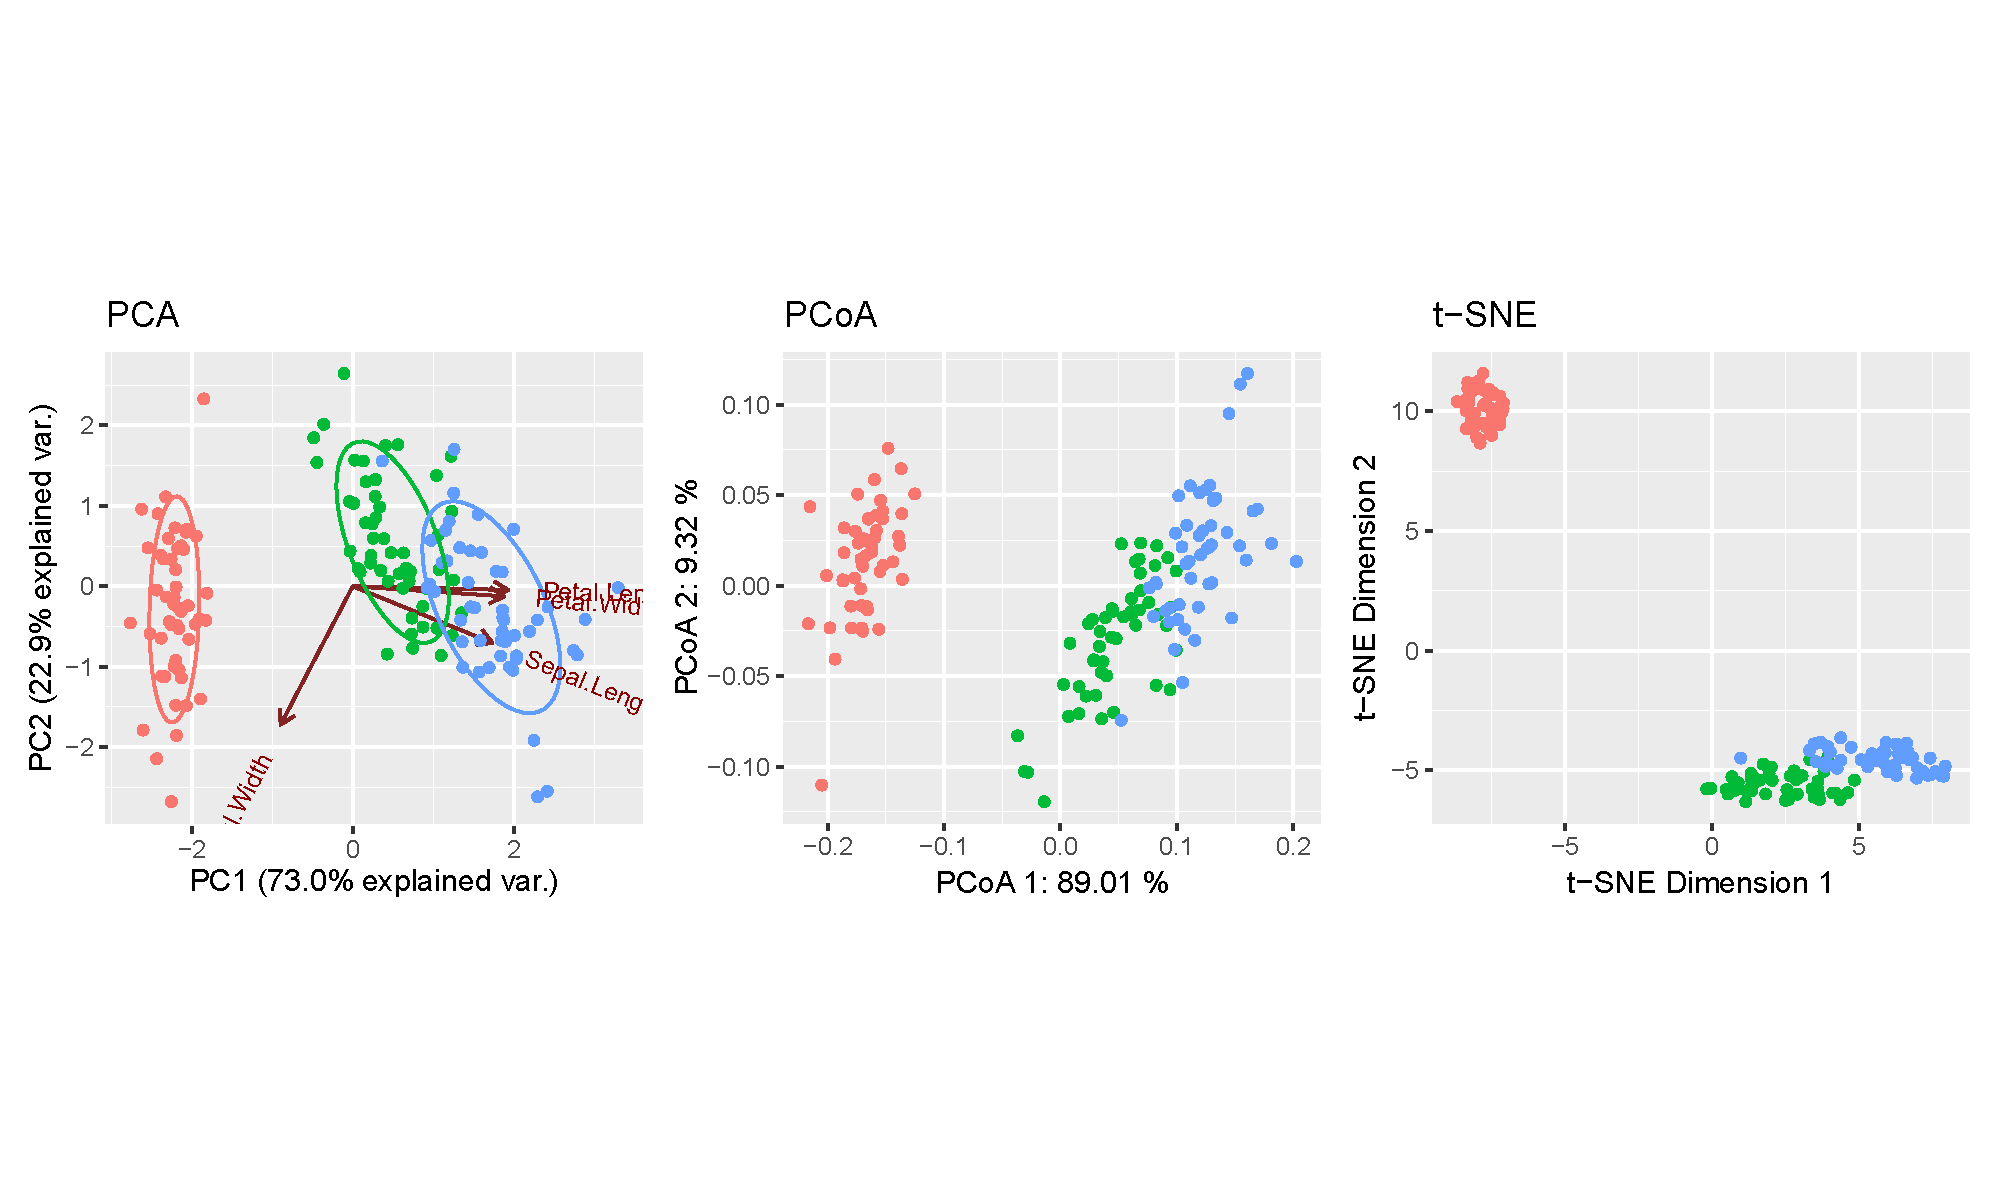 PCA
PCoA
t−SNE
PC2 (22.9% explained var.)
2
1
0
−1
−2
Petal.Len
Petal.Wid
Sepal.Leng
l.Width
−2
0
2
PC1 (73.0% explained var.)
PCoA 2: 9.32 %
0.10
0.05
0.00
−0.05
−0.10
−0.2
−0.1
0.0
0.1
0.2
PCoA 1: 89.01 %
t−SNE Dimension 2
10
5
0
−5
−5
0
5
t−SNE Dimension 1